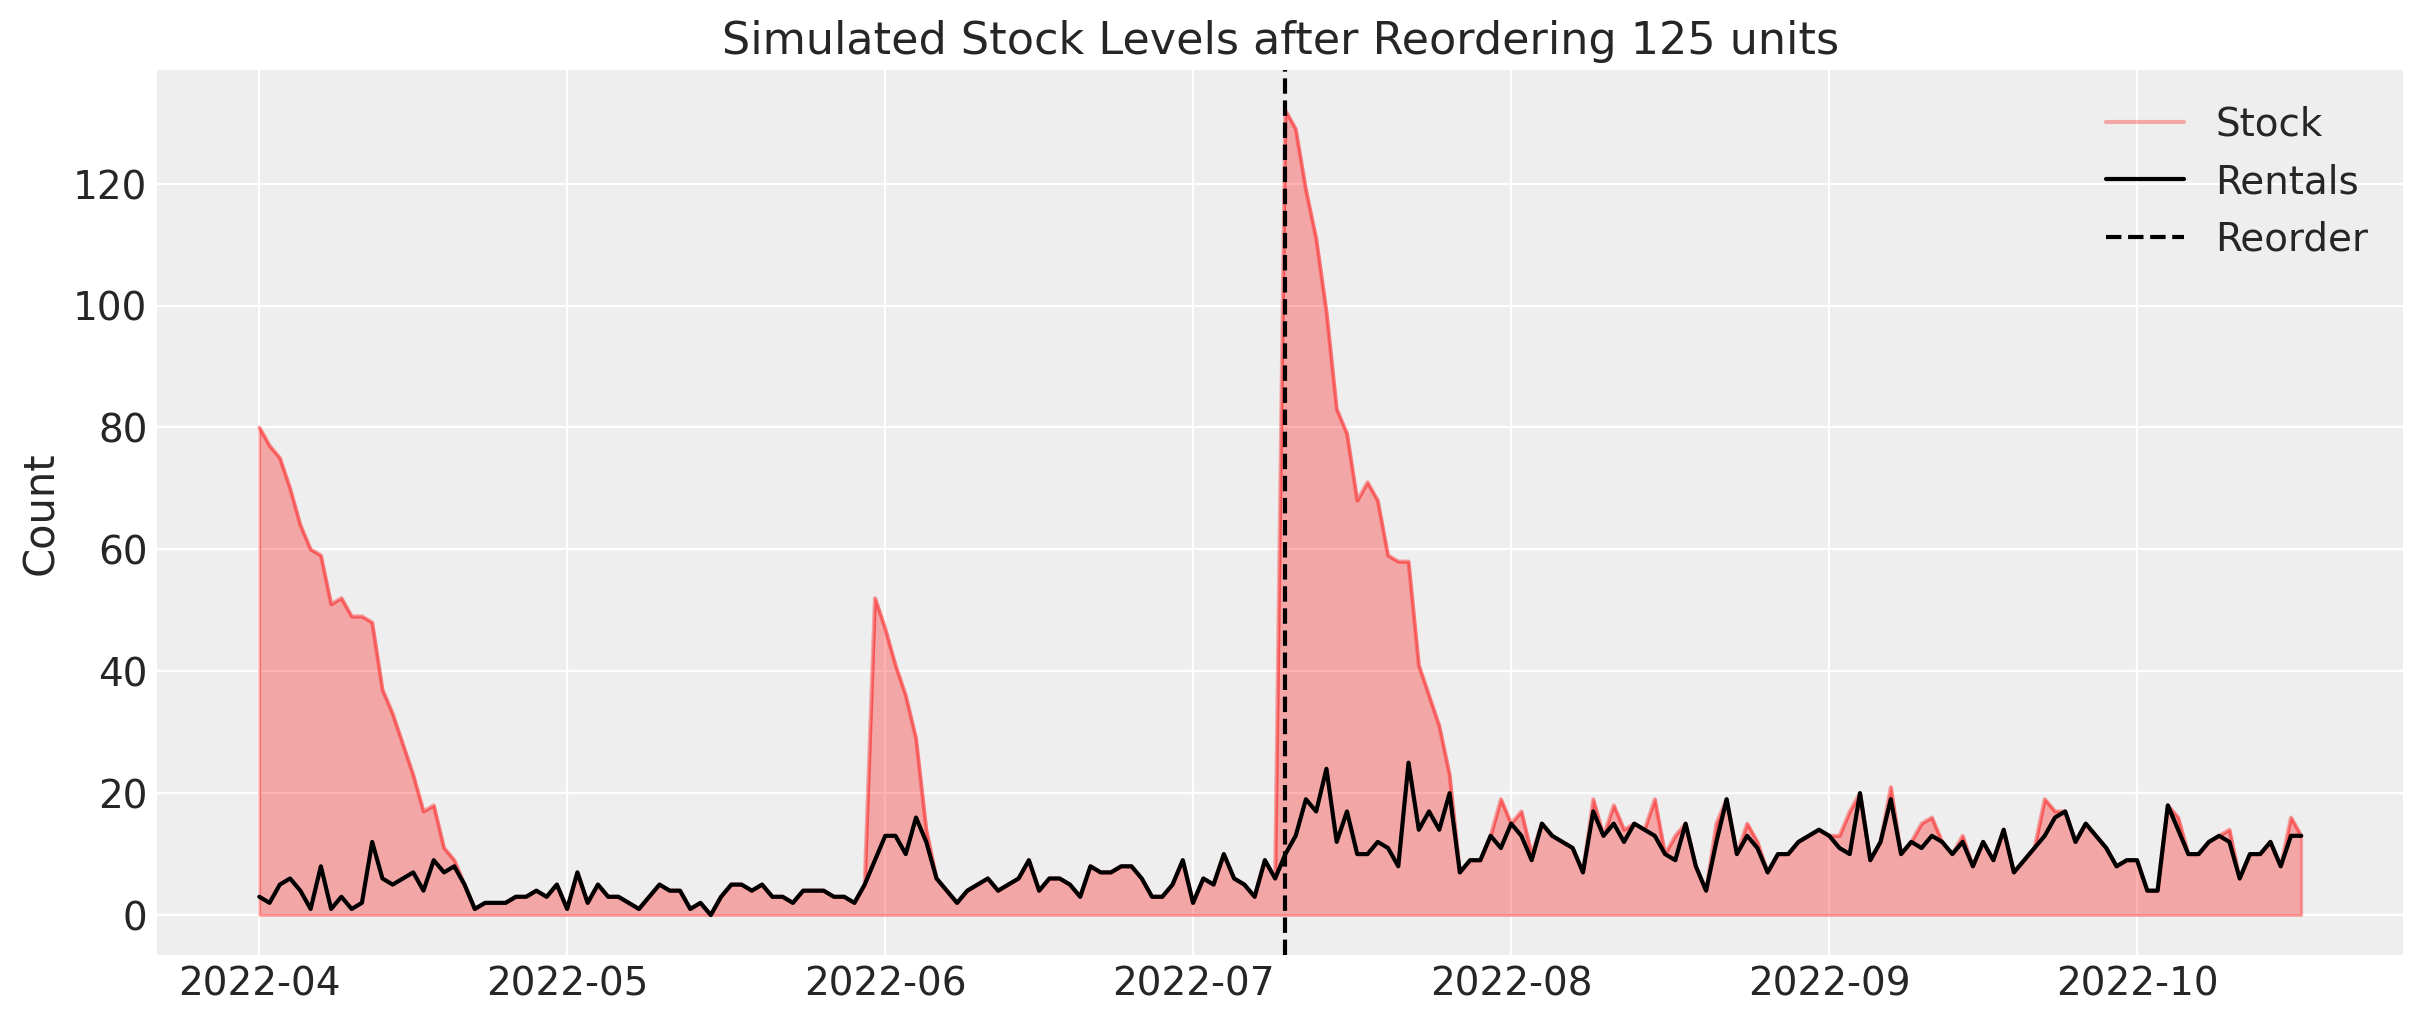 Simulated Stock Levels after Reordering 125 units
Stock
Rentals
Reorder
Count
120
100
80
60
40
20
0
2022-04
2022-05
2022-06
2022-07
2022-08
2022-09
2022-10